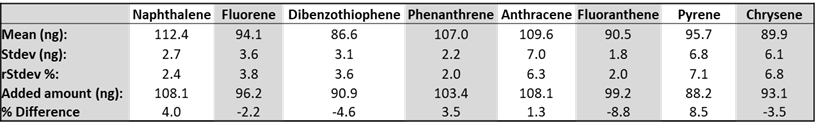 Naphthalene Fluorene Dibenzothiophene Phenanthrene Anthracene Fluoranthene Pyrene Chrysene
Mean (ng): 112.4 94.1 86.6 107.0 109.6 90.5 95.7 89.9
Stdev (ng): 2.7 3.6 3.1 2.2 7.0 1.8 6.8 6.1
rStdev %: 2.4 3.8 3.6 2.0 6.3 2.0 7.1 6.8
Added amount (ng): 108.1 96.2 90.9 103.4 108.1 99.2 88.2 93.1
% Difference 4.0 -2.2 -4.6 3.5 1.3 -8.8 8.5 -3.5